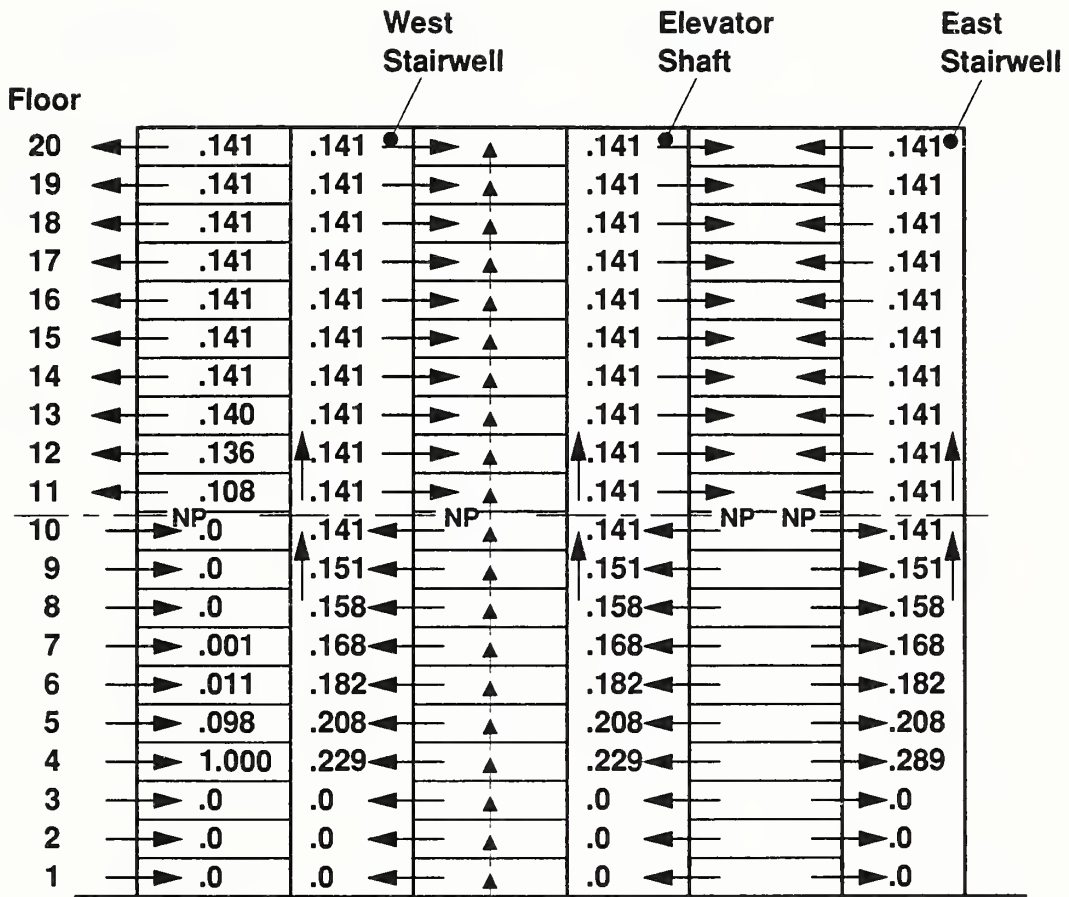 West Stairwell
Elevator Shaft
East Stairwell
Floor
20 .141 .141 .141 .141
19 .141 .141 .141 .141
18 .141 .141 .141 .141
17 .141 .141 .141 .141
16 .141 .141 .141 .141
15 .141 .141 .141 .141
14 .141 .141 .141 .141
13 .140 .141 .141 .141
12 .136 .141 .141 .141
11 .108 .141 .141 .141
NP NP NP NP
10 .0 .141 .141 .141
9 .0 .151 .151 .151
8 .0 .158 .158 .158
7 .001 .168 .168 .168
6 .011 .182 .182 .182
5 .098 .208 .208 .208
4 1.000 .229 .229 .289
3 .0 .0 .0 .0
2 .0 .0 .0 .0
1 .0 .0 .0 .0